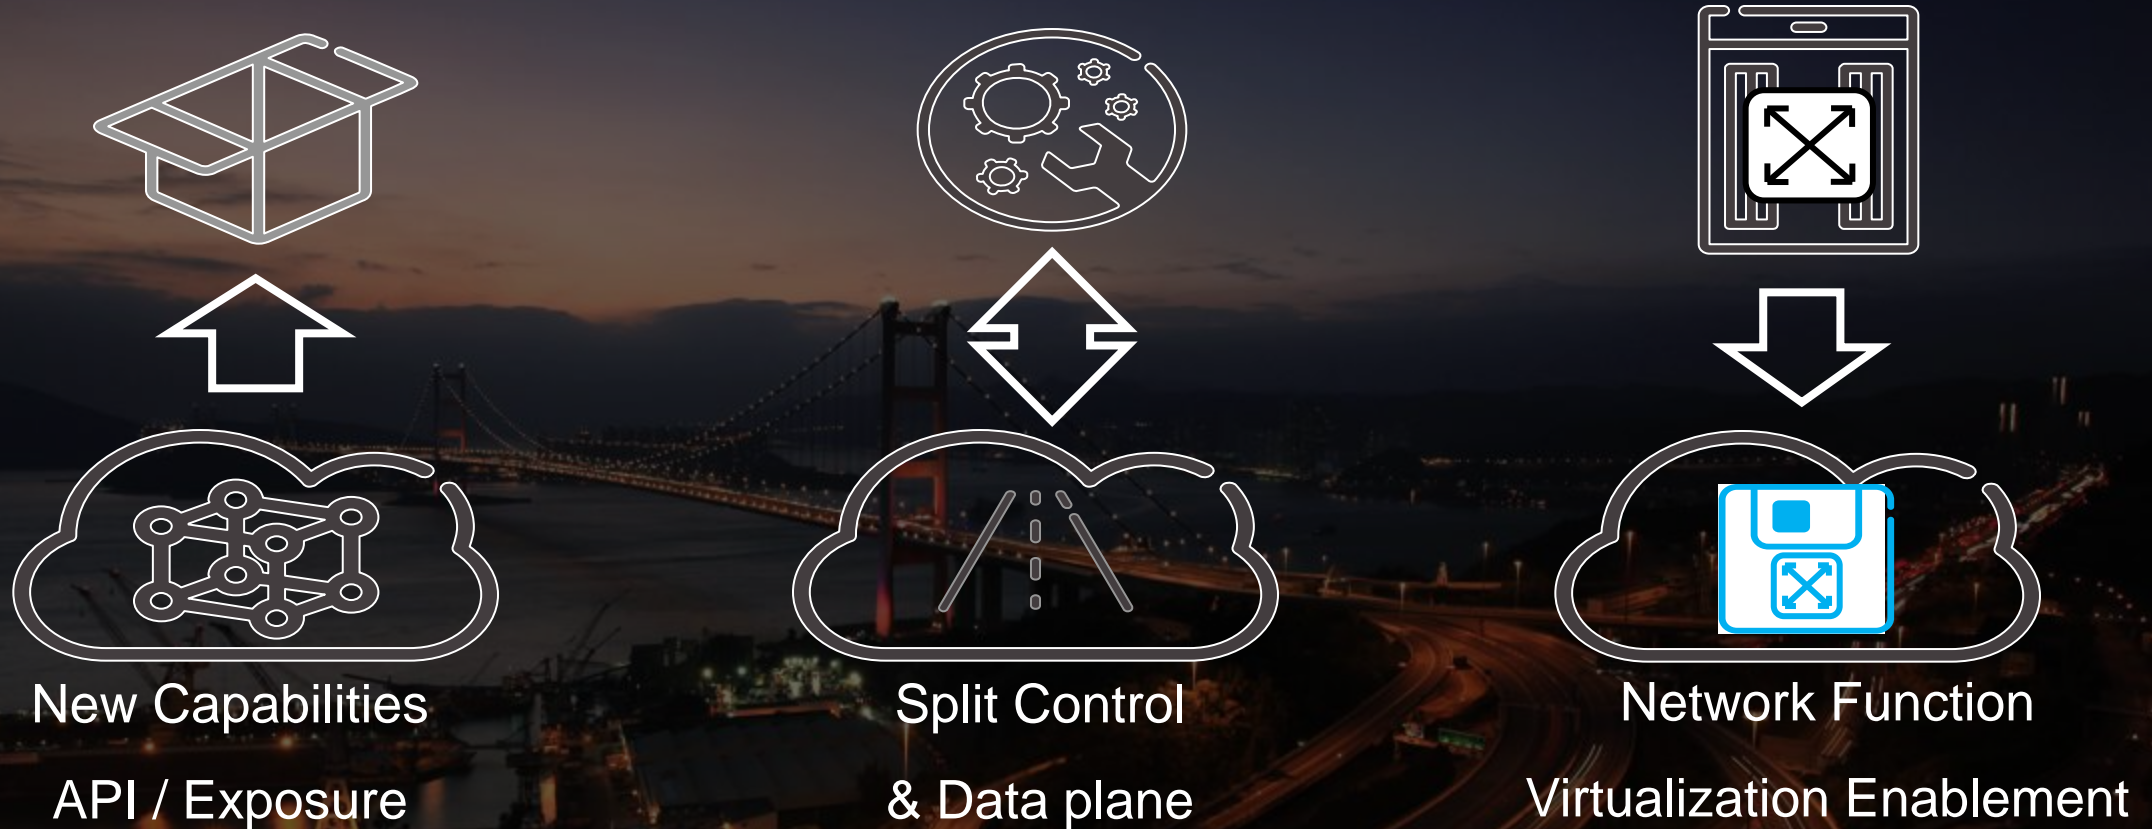 New Capabilities
API / Exposure
Split Control
& Data plane
Network Function
Virtualization Enablement